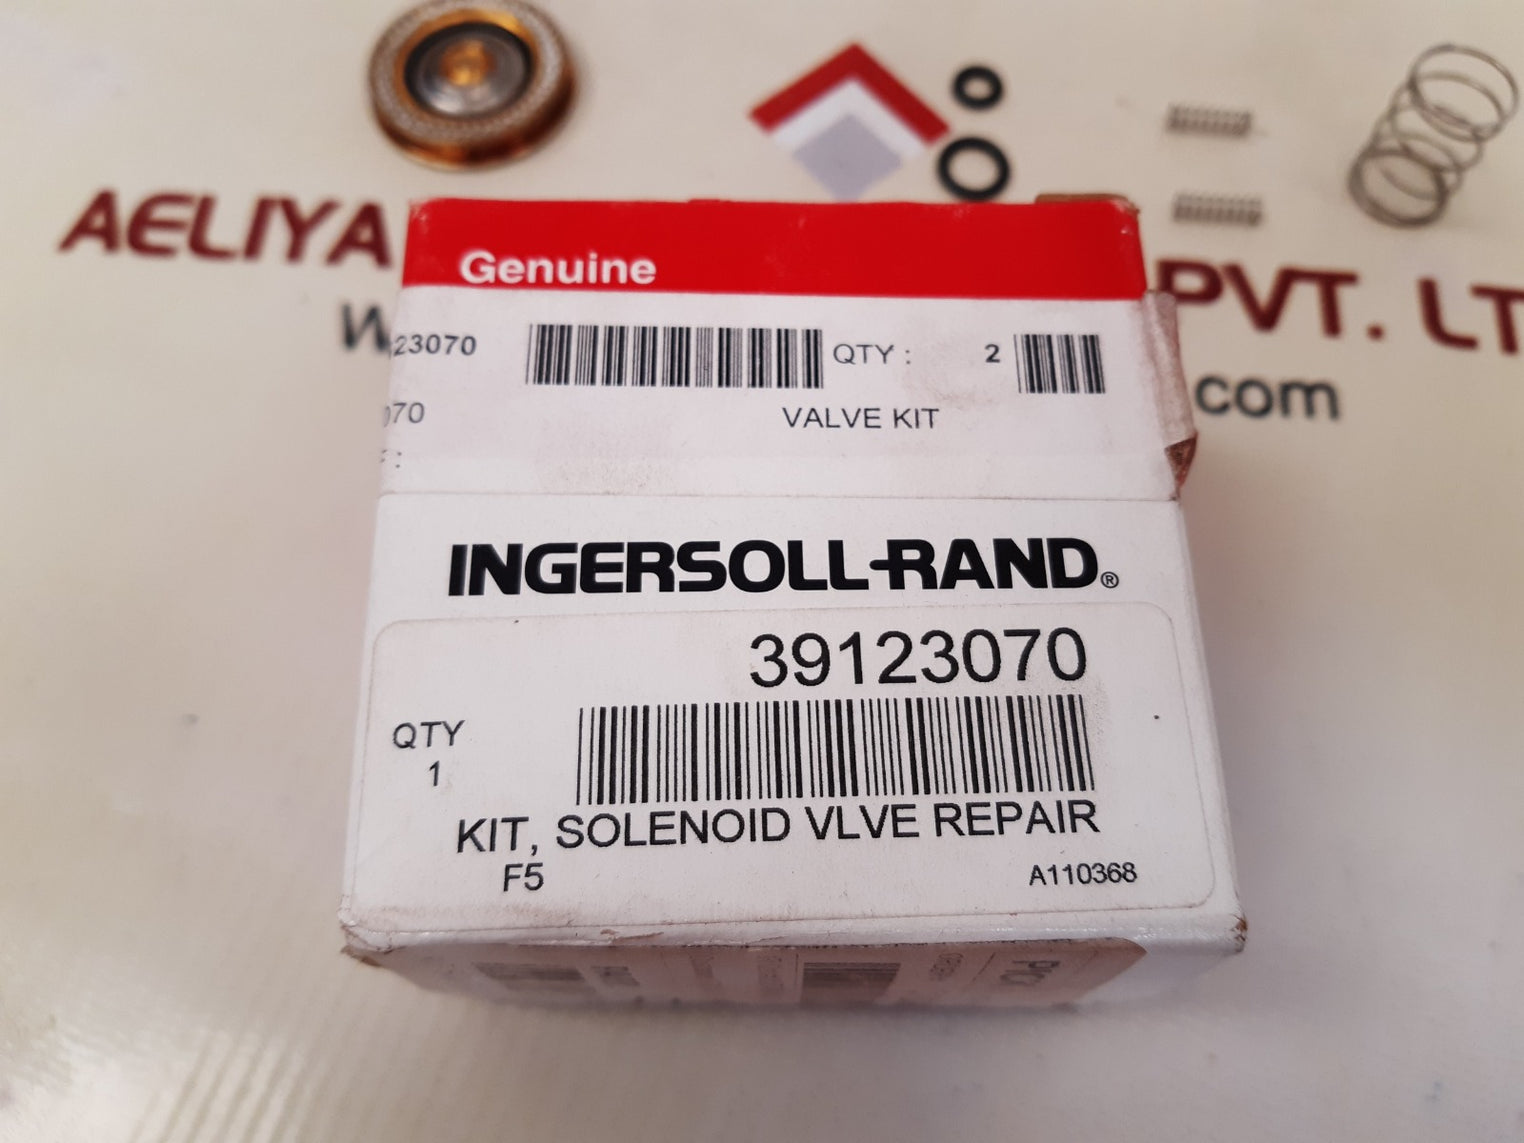 AELIYA PVT. LT
W .com
Genuine
23070 QTY : 2
070 VALVE KIT
INGERSOLL-RAND®
39123070
QTY
1
KIT, SOLENOID VLVE REPAIR
F5 A110368